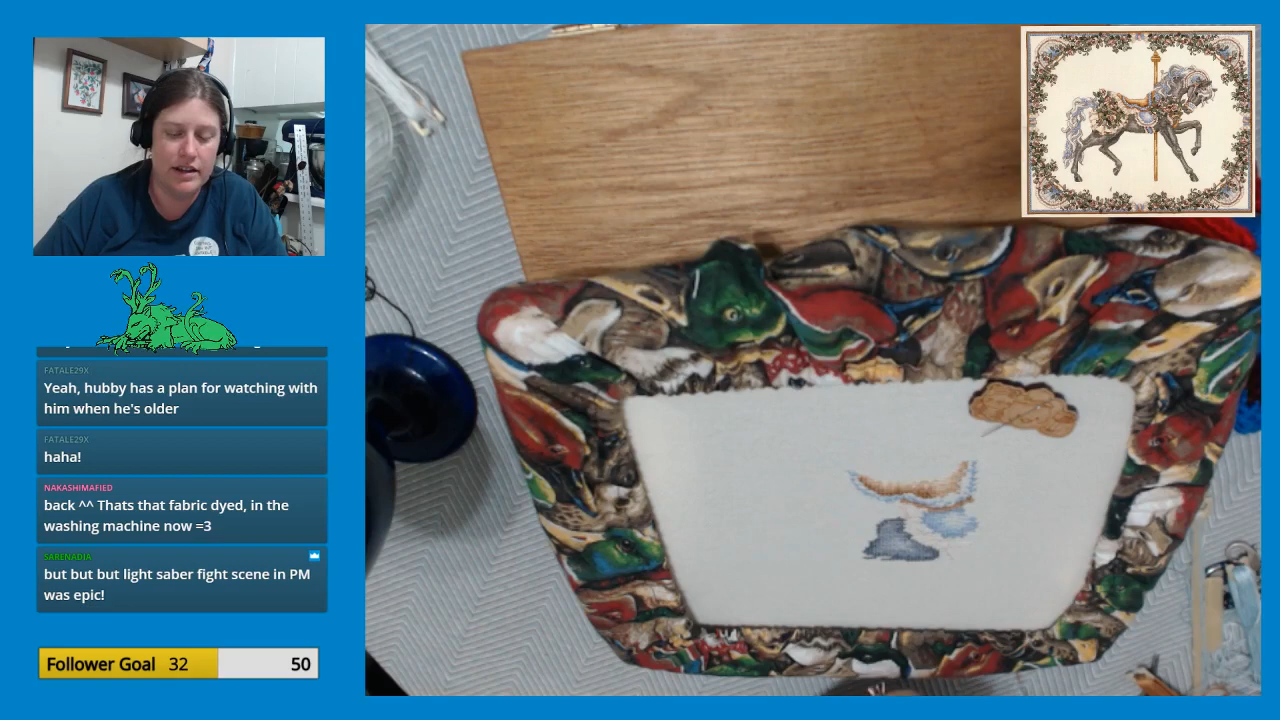 FATALE29X
Yeah, hubby has a plan for watching with
him when he's older
FATALE29X
haha!
NAKASHIMAFIED
back ^^ Thats that fabric dyed, in the
washing machine now =3
SARENADIA
but but but light saber fight scene in PM
was epic!
Follower Goal 32 50